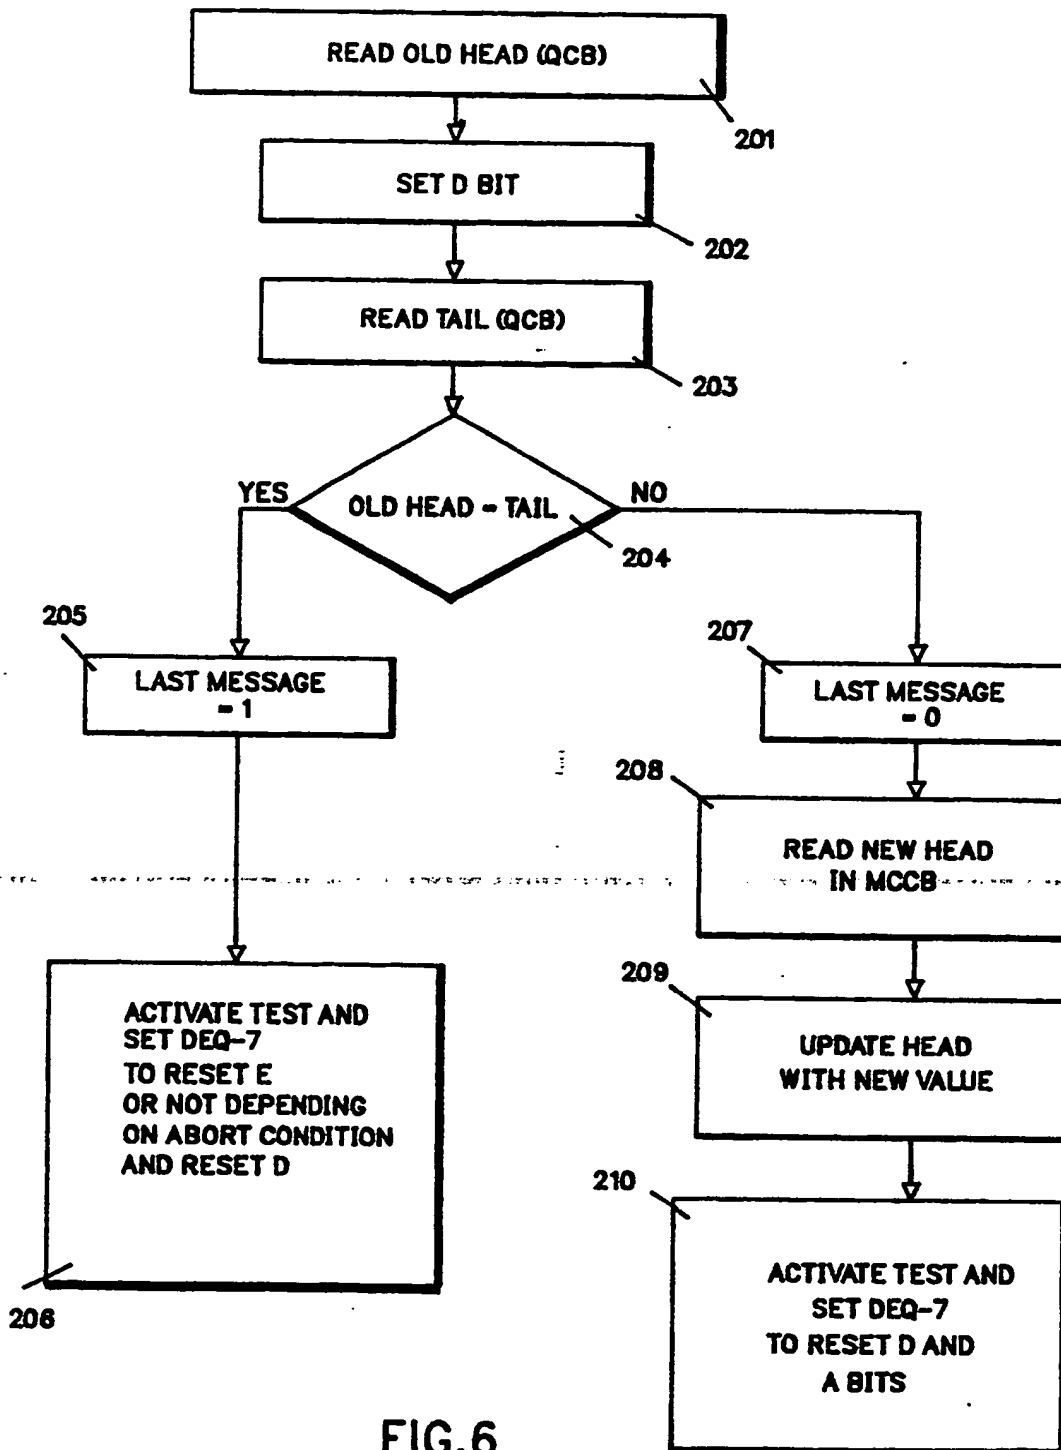 READ OLD HEAD (QCB)
201
SET D BIT
202
READ TAIL (QCB)
203
YES
OLD HEAD = TAIL
NO
204
205
LAST MESSAGE
= 1
207
LAST MESSAGE
= 0
208
READ NEW HEAD
IN MCCB
209
UPDATE HEAD
WITH NEW VALUE
ACTIVATE TEST AND
SET DEQ-7
TO RESET E
OR NOT DEPENDING
ON ABORT CONDITION
AND RESET D
206
210
ACTIVATE TEST AND
SET DEQ-7
TO RESET D AND
A BITS
FIG.6